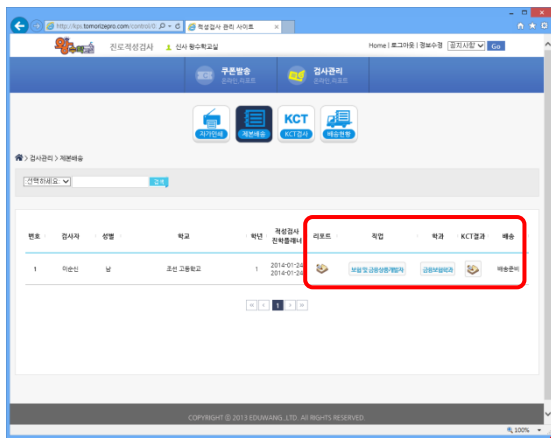 http://kps.tomorizepro.com/control/
적성검사 관리 사이트
진로적성검사
신사 왕수학교실
Home | 로그아웃 | 정보수정
공지사항
Go
쿠폰발송
온라인 리포트
검사관리
온라인 리포트
자가인쇄
제본배송
KCT
KCT검사
배송현황
> 검사관리 > 제본배송
선택하세요
검색
번호 검사자 성별 학교 학년 적성검사 리포트 직업 학과 KCT결과 배송
진학플래너
1 이순신 남 조선 고등학교 1 2014-01-24 보험 및 금융상품개발자 금융보험학과 배송준비
2014-01-24
« < 1 > »
COPYRIGHT ⓒ 2013 EDUWANG.,LTD. All RIGHTS RESERVED.
100%